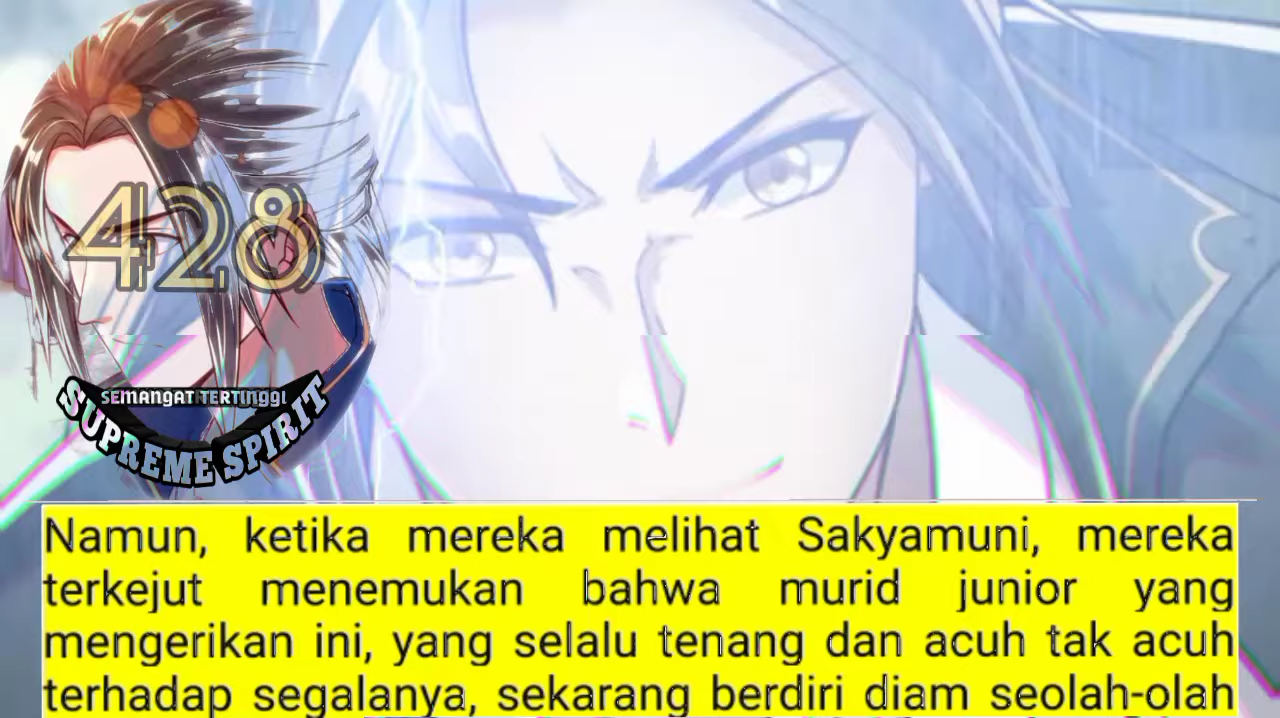 428
SEMANGAT TERTINGGI
SUPREME SPIRIT
Namun, ketika mereka melihat Sakyamuni, mereka
terkejut menemukan bahwa murid junior yang
mengerikan ini, yang selalu tenang dan acuh tak acuh
terhadap segalanya, sekarang berdiri diam seolah-olah